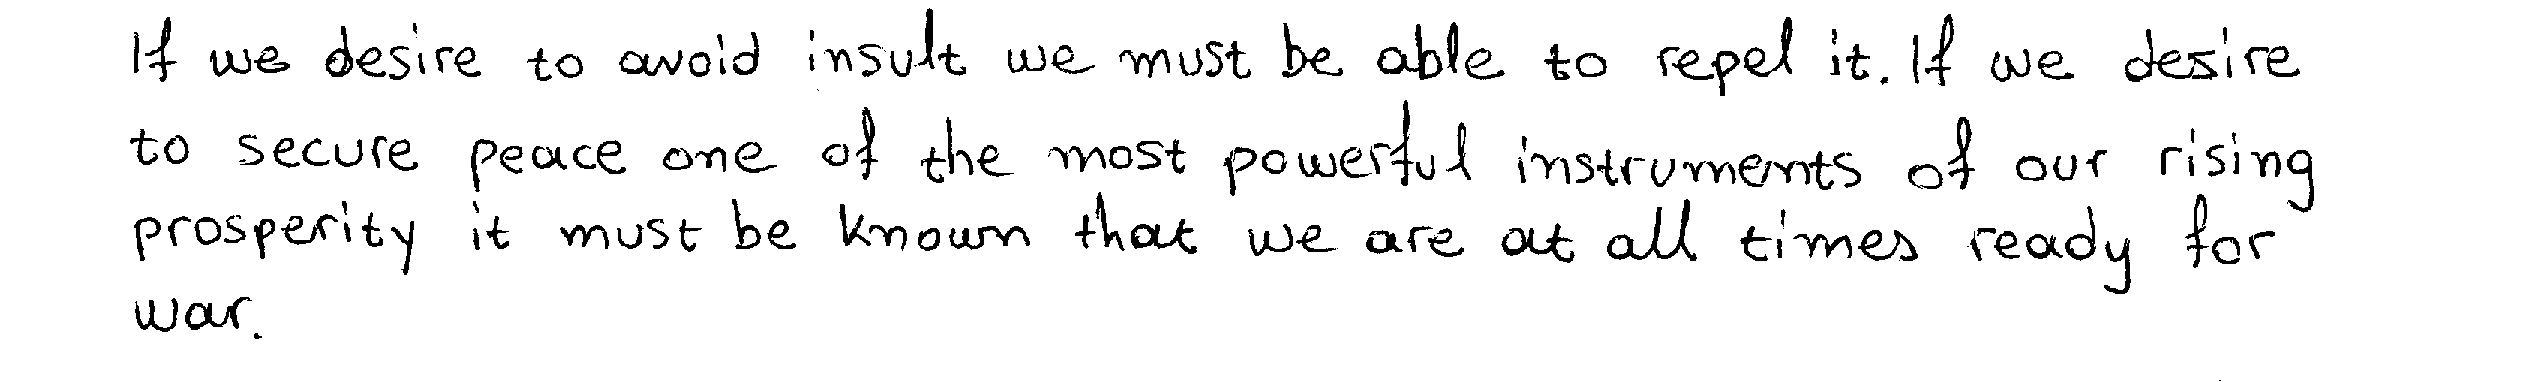 If we desire to avoid insult we must be able to repel it. If we desire
to secure peace one of the most powerful instruments of our rising
prosperity it must be known that we are at all times ready for
war.